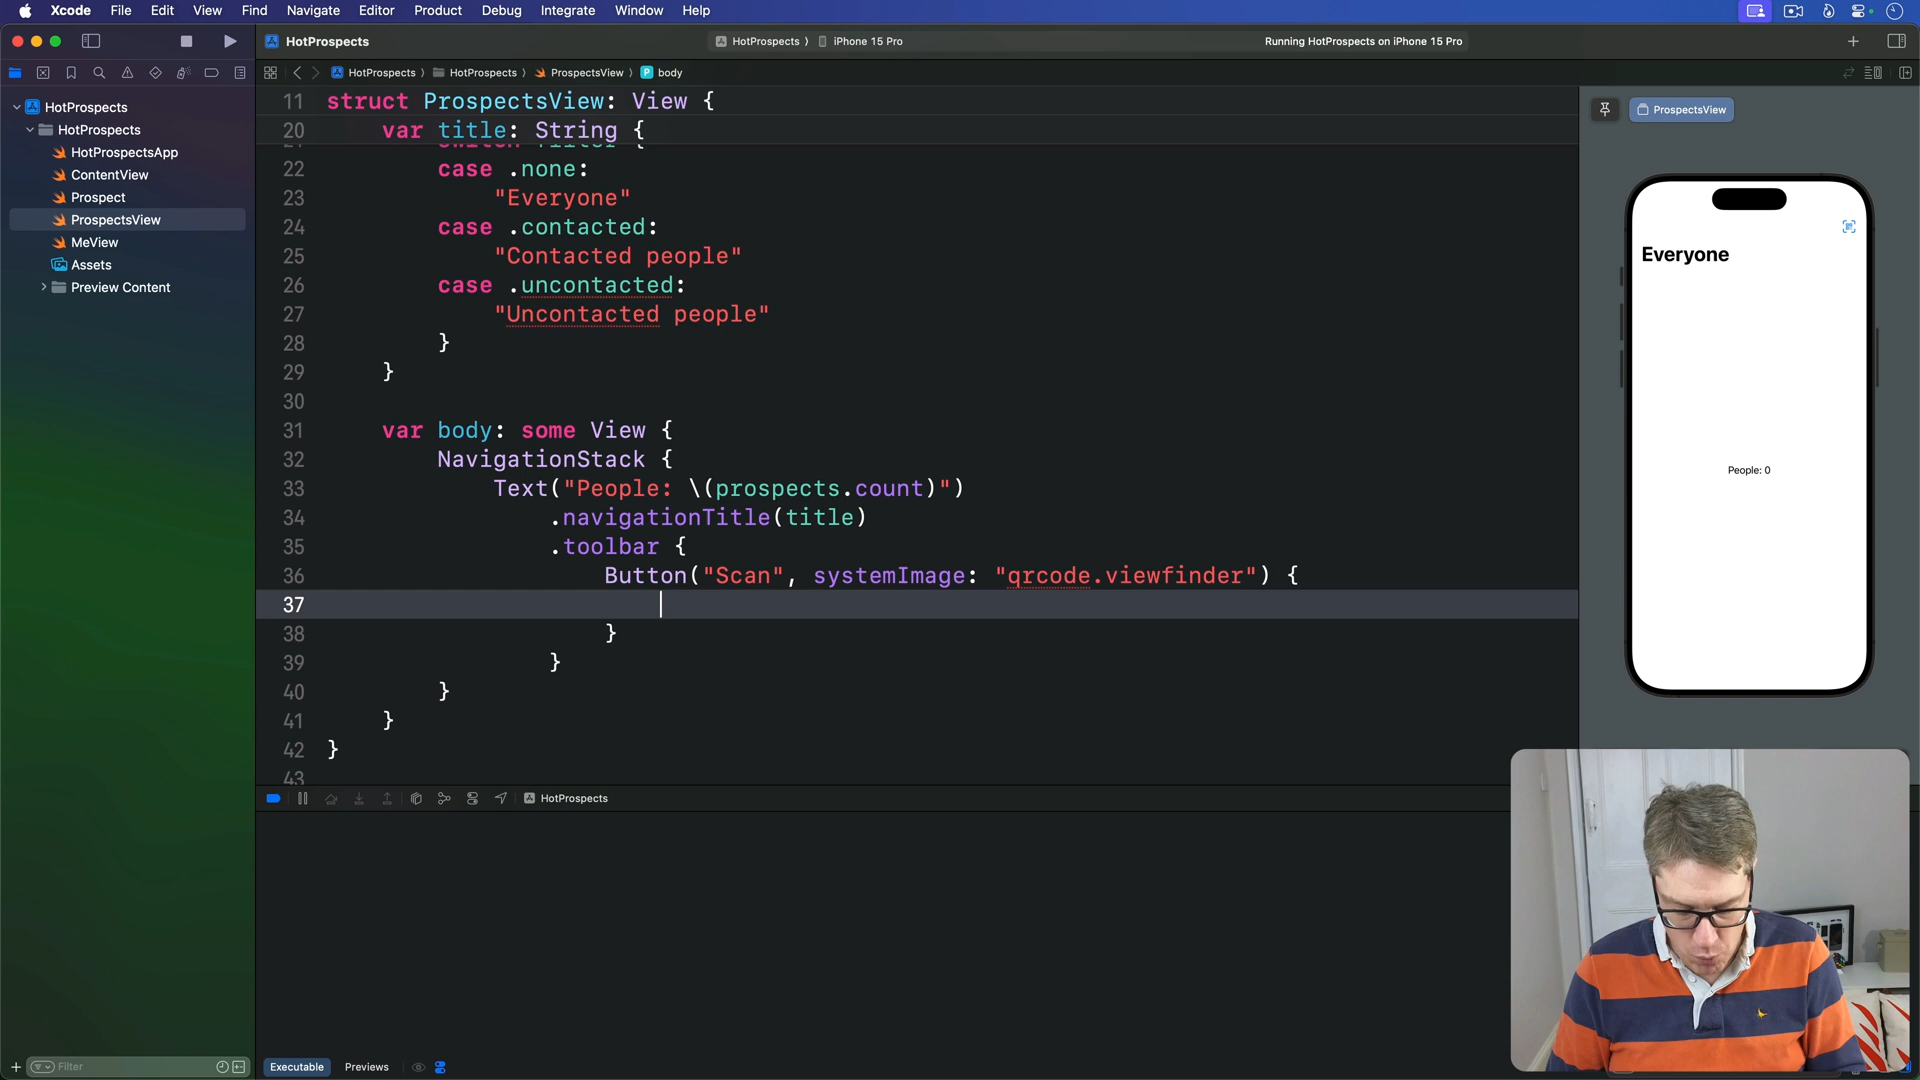 Xcode File Edit View Find Navigate Editor Product Debug Integrate Window Help
HotProspects
HotProspects ⟩ iPhone 15 Pro
Running HotProspects on iPhone 15 Pro
HotProspects ⟩ HotProspects ⟩ ProspectsView ⟩ P body
HotProspects
HotProspects
HotProspectsApp
ContentView
Prospect
ProspectsView
MeView
Assets
Preview Content
11 struct ProspectsView: View {
20 var title: String {
22 case .none:
23 "Everyone"
24 case .contacted:
25 "Contacted people"
26 case .uncontacted:
27 "Uncontacted people"
28 }
29 }
30
31 var body: some View {
32 NavigationStack {
33 Text("People: \(prospects.count)")
34 .navigationTitle(title)
35 .toolbar {
36 Button("Scan", systemImage: "qrcode.viewfinder") {
37
38 }
39 }
40 }
41 }
42 }
43
ProspectsView
Everyone
People: 0
HotProspects
Filter
Executable Previews